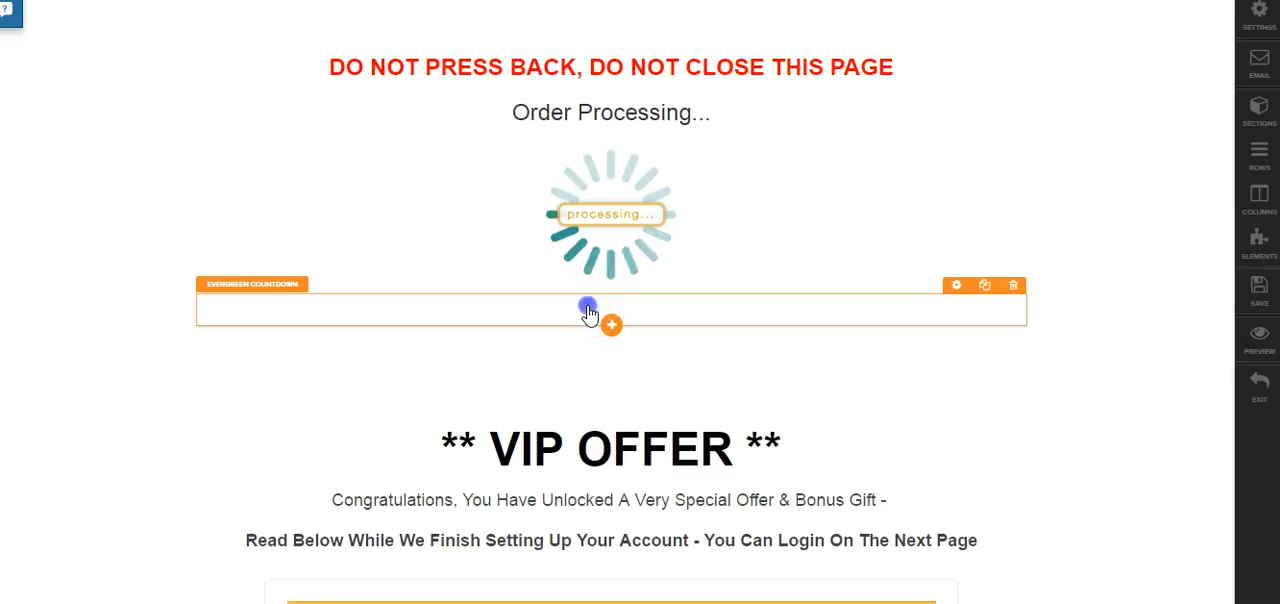 ?
SETTINGS
DO NOT PRESS BACK, DO NOT CLOSE THIS PAGE
EMAIL
Order Processing...
SECTIONS
ROWS
processing...
COLUMNS
ELEMENTS
EVERGREEN COUNTDOWN
SAVE
PREVIEW
EXIT
** VIP OFFER **
Congratulations, You Have Unlocked A Very Special Offer & Bonus Gift -
Read Below While We Finish Setting Up Your Account - You Can Login On The Next Page